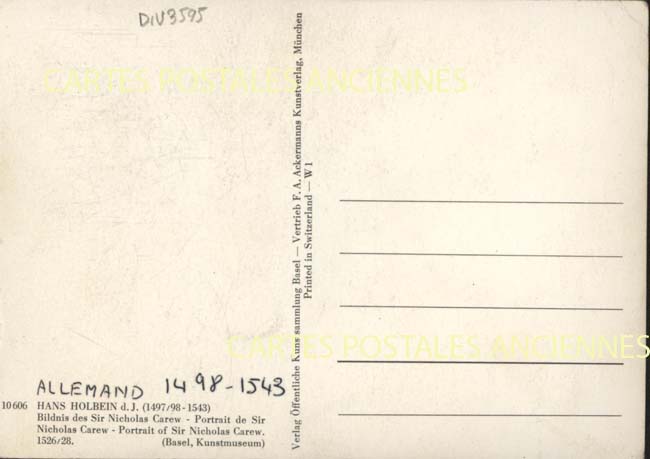 DIV3595
CARTES POSTALES ANCIENNES
Verlag Öffentliche Kuns sammlung Basel — Vertrieb F. A. Ackermanns Kunstverlag, München
Printed in Switzerland — W 1
CARTES POSTALES ANCIENNES
ALLEMAND 1498-1543
10606 HANS HOLBEIN d. J. (1497/98 - 1543)
Bildnis des Sir Nicholas Carew - Portrait de Sir
Nicholas Carew - Portrait of Sir Nicholas Carew.
1526/28. (Basel, Kunstmuseum)